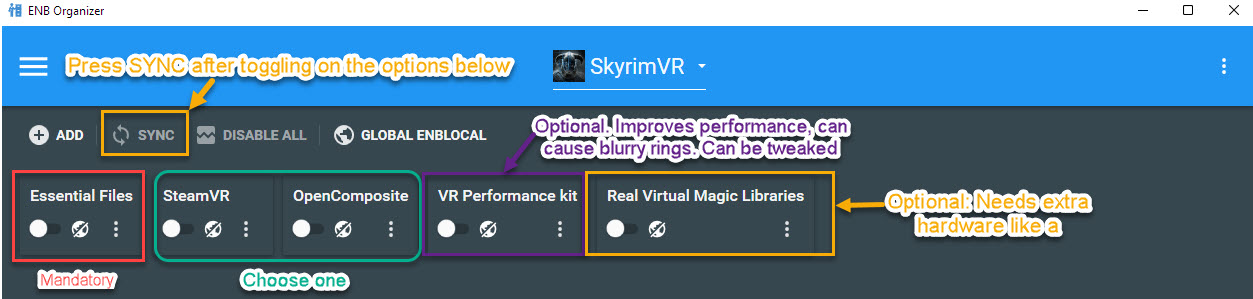 ENB Organizer
Press SYNC after toggling on the options below
SkyrimVR
ADD
SYNC
DISABLE ALL
GLOBAL ENBLOCAL
Optional. Improves performance, can
cause blurry rings. Can be tweaked
Essential Files
SteamVR
OpenComposite
VR Performance kit
Real Virtual Magic Libraries
Optional: Needs extra
hardware like a
Mandatory
Choose one